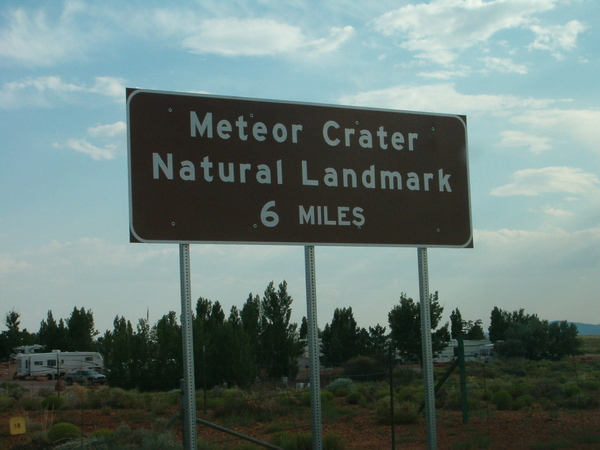 Meteor Crater
Natural Landmark
6 MILES